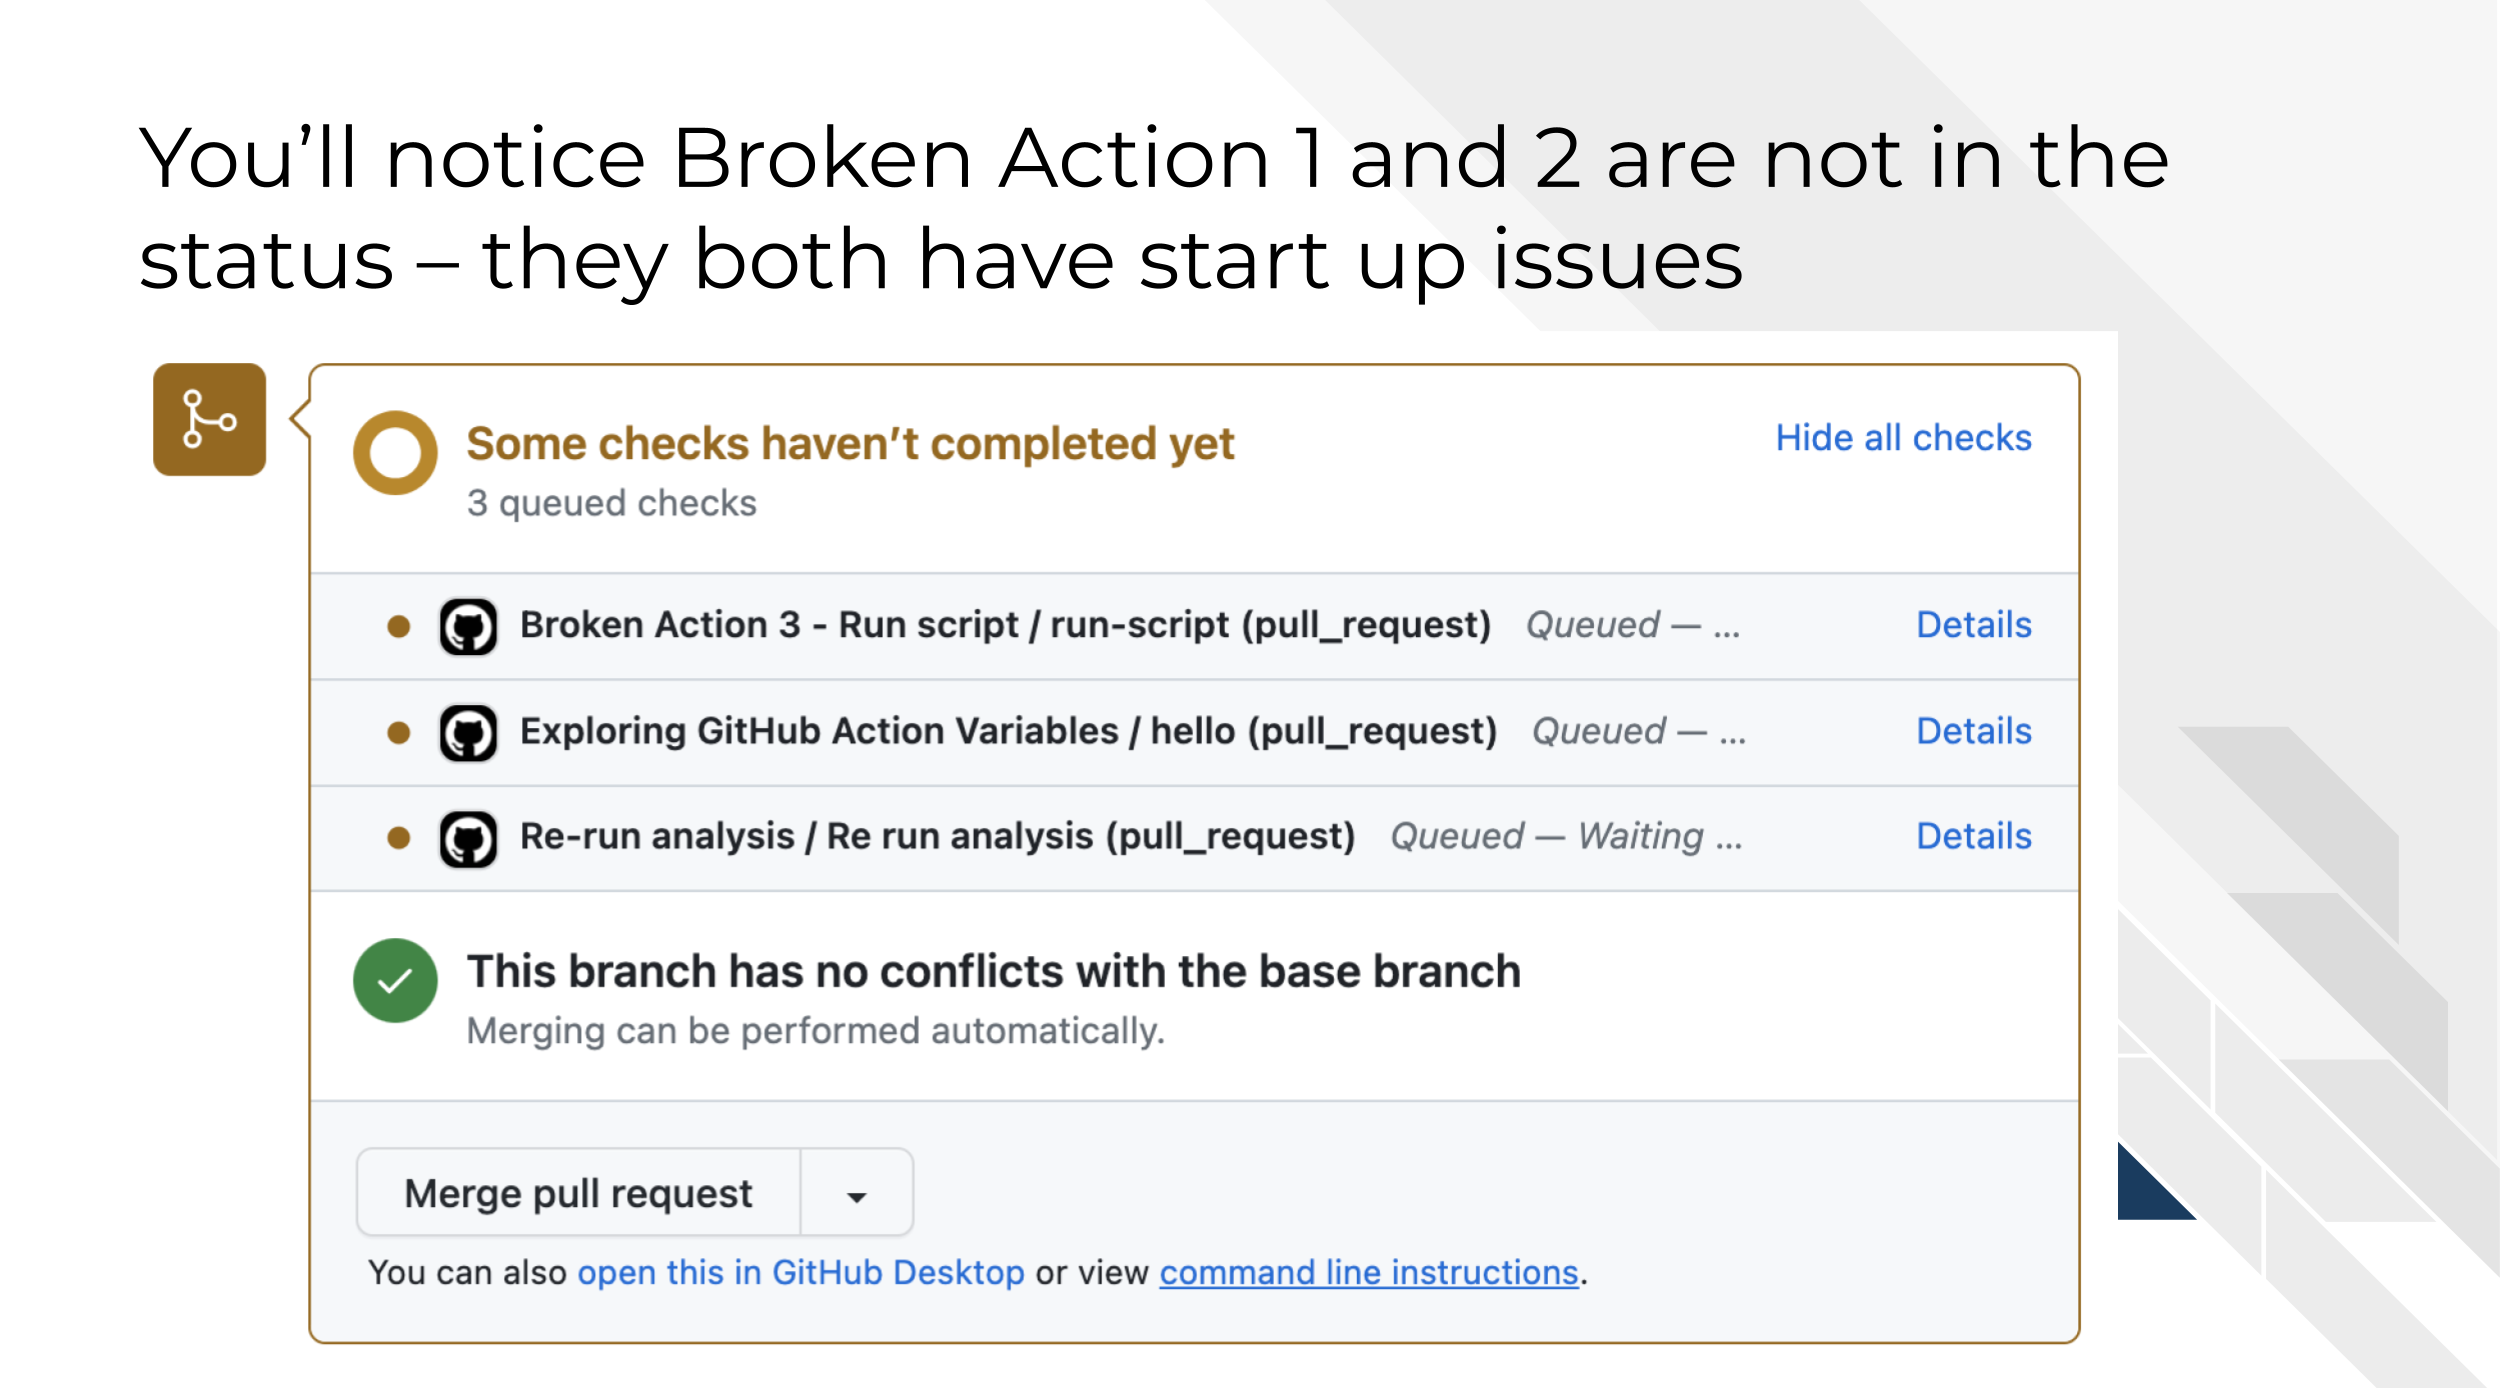 You’ll notice Broken Action 1 and 2 are not in the
status – they both have start up issues
Some checks haven’t completed yet
Hide all checks
3 queued checks
Broken Action 3 - Run script / run-script (pull_request) Queued — ... Details
Exploring GitHub Action Variables / hello (pull_request) Queued — ... Details
Re-run analysis / Re run analysis (pull_request) Queued — Waiting ... Details
This branch has no conflicts with the base branch
Merging can be performed automatically.
Merge pull request
You can also open this in GitHub Desktop or view command line instructions.